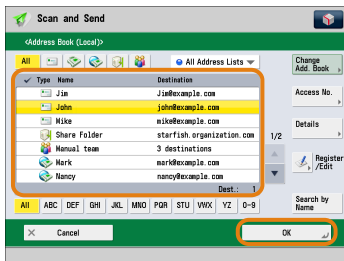 Scan and Send
<Address Book (Local)>
All
All Address Lists
Change Add. Book
Type Name Destination
Jim Jim@example.com
John john@example.com
Mike mike@example.com
Share Folder starfish.organization.com
Manual team 3 destinations
Mark mark@example.com
Nancy nancy@example.com
Dest.: 1
1/2
Access No.
Details
Register /Edit
All ABC DEF GHI JKL MNO PQR STU VWX YZ 0-9
Search by Name
Cancel
OK